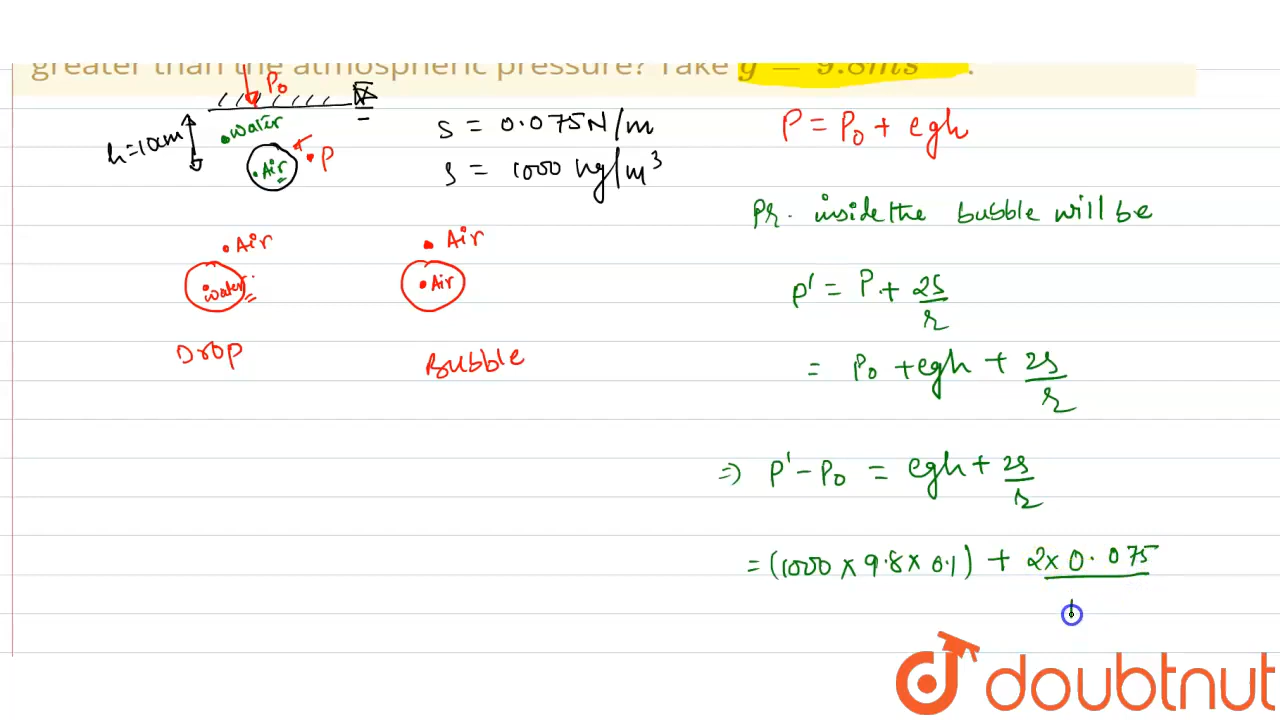 greater than the atmospheric pressure? Take g = 9.8ms
P₀
water
h=10cm
Air
P
S = 0.075N/m
S = 1000 kg/m³
Air
water
Drop
Air
Air
Bubble
P = P₀ + ρgh
Pr. inside the bubble will be
P' = P + 2S/r
= P₀ + ρgh + 2S/r
⇒ P' − P₀ = ρgh + 2S/r
= (1000 × 9.8 × 0.1) + 2 × 0.075
1
doubtnut